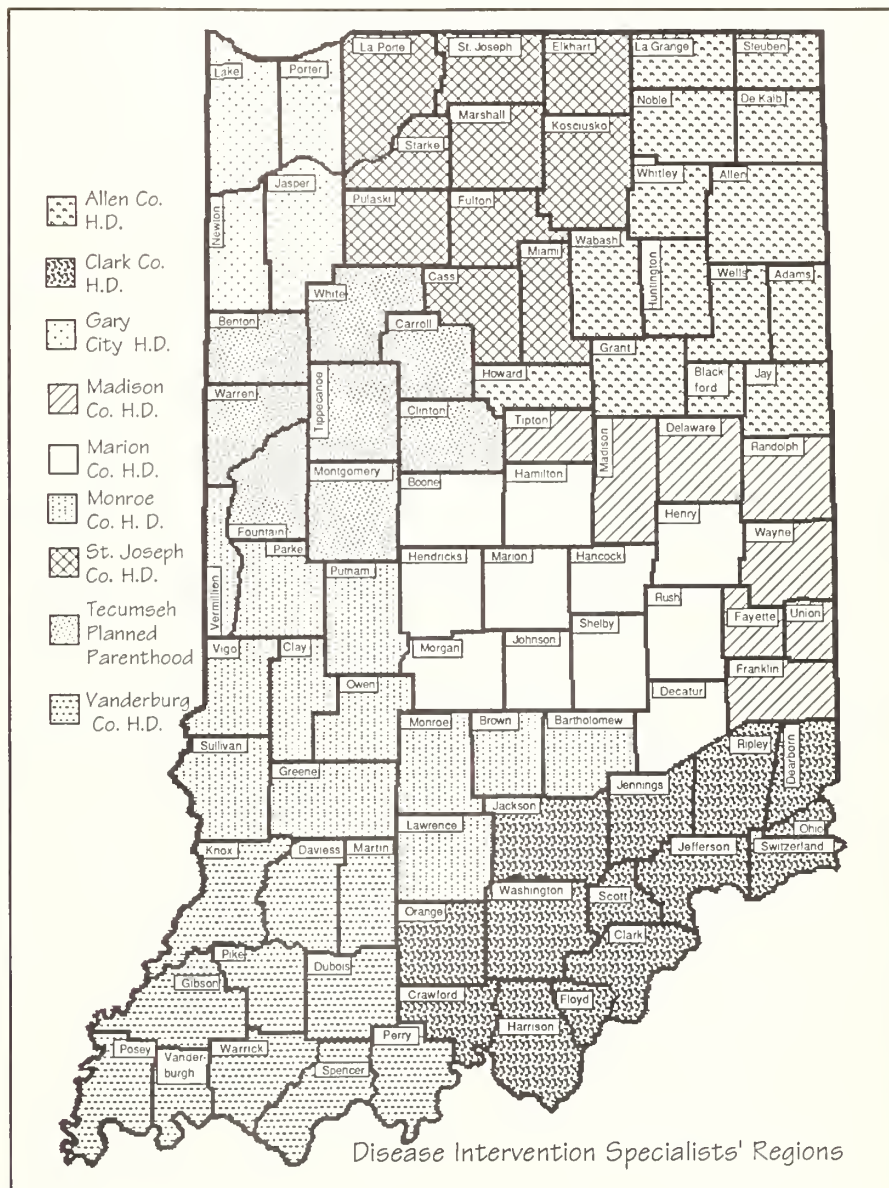 Lake
Porter
La Porte
St. Joseph
Elkhart
La Grange
Steuben
Noble
De Kalb
Marshall
Kosciusko
Starke
Whitley
Allen
Jasper
Pulaski
Fulton
Newton
Miami
Wabash
Huntington
Wells
Adams
White
Cass
Benton
Carroll
Grant
Black
ford
Jay
Howard
Warren
Tippecanoe
Clinton
Tipton
Madison
Delaware
Randolph
Montgomery
Boone
Hamilton
Henry
Fountain
Wayne
Parke
Putnam
Hendricks
Marion
Hancock
Vermillion
Rush
Fayette
Union
Shelby
Vigo
Clay
Morgan
Johnson
Franklin
Owen
Decatur
Monroe
Brown
Bartholomew
Sullivan
Ripley
Dearborn
Greene
Jennings
Jackson
Lawrence
Ohio
Knox
Daviess
Martin
Jefferson
Switzerland
Washington
Scott
Orange
Clark
Pike
Dubois
Gibson
Crawford
Floyd
Harrison
Perry
Posey
Vander-
burgh
Warrick
Spencer
Allen Co.
H.D.
Clark Co.
H.D.
Gary
City H.D.
Madison
Co. H.D.
Marion
Co. H.D.
Monroe
Co. H. D.
St. Joseph
Co. H.D.
Tecumseh
Planned
Parenthood
Vanderburg
Co. H.D.
Disease Intervention Specialists' Regions